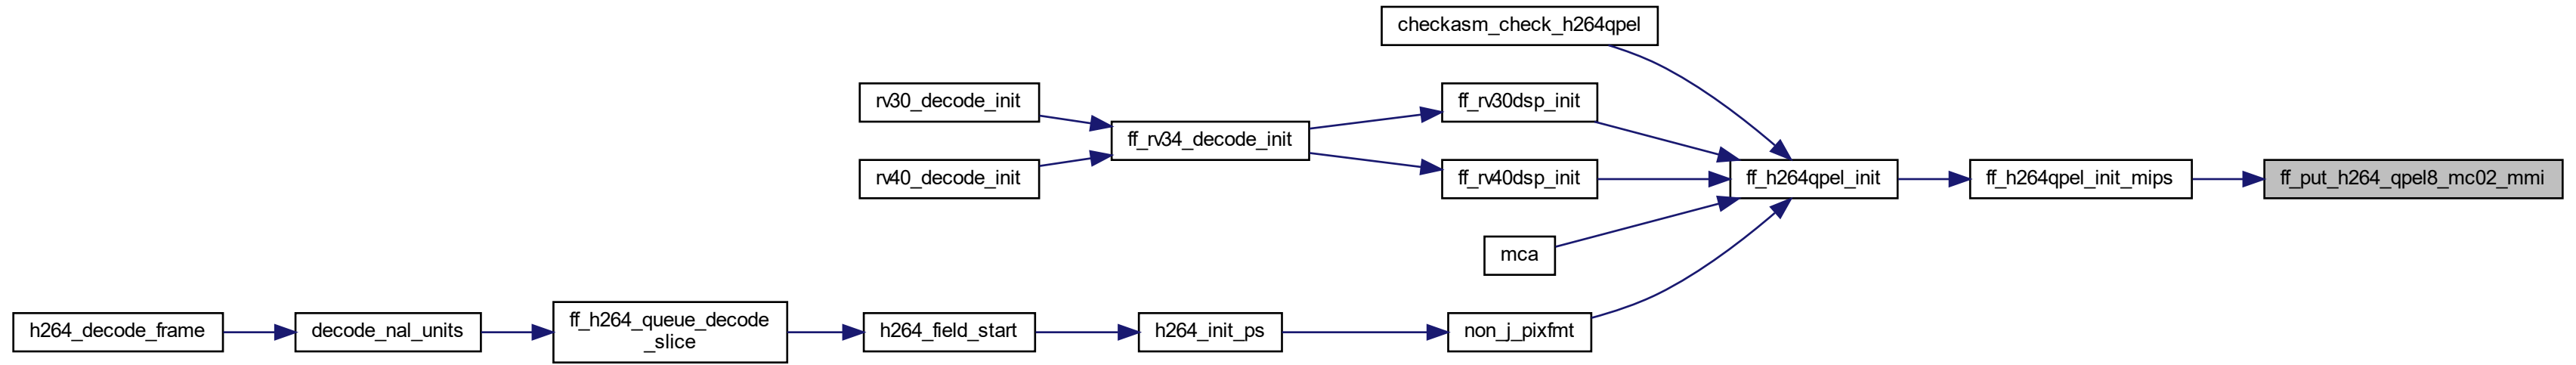 checkasm_check_h264qpel
rv30_decode_init
ff_rv30dsp_init
ff_rv34_decode_init
rv40_decode_init
ff_rv40dsp_init
ff_h264qpel_init
ff_h264qpel_init_mips
ff_put_h264_qpel8_mc02_mmi
mca
h264_decode_frame
decode_nal_units
ff_h264_queue_decode
_slice
h264_field_start
h264_init_ps
non_j_pixfmt